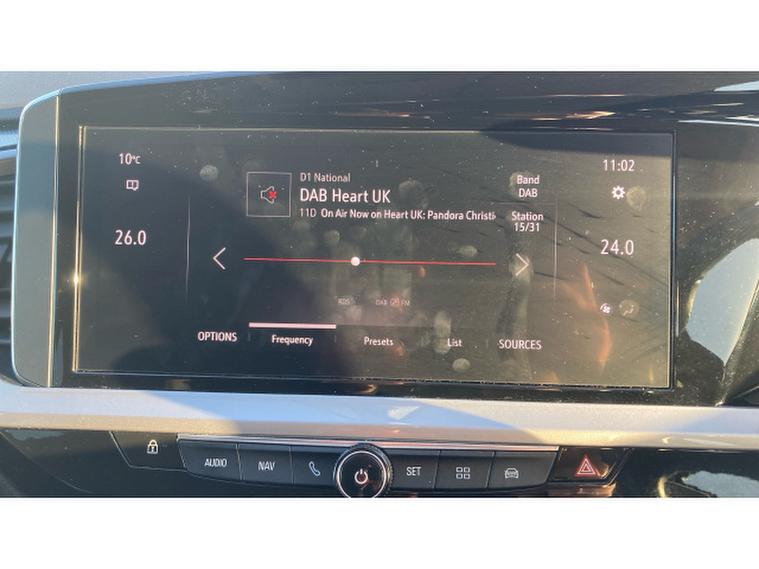 10°C
11:02
D1 National
DAB Heart UK
11D On Air Now on Heart UK: Pandora Christi
Band
DAB
Station
15/31
26.0
24.0
RDS DAB FM
OPTIONS Frequency Presets List SOURCES
AUDIO NAV SET